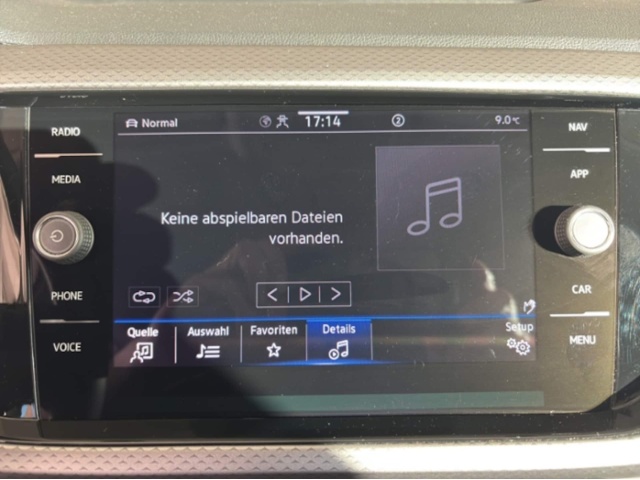 RADIO
MEDIA
PHONE
VOICE
Normal
17:14
2
9.0°C
Keine abspielbaren Dateien
vorhanden.
Quelle
Auswahl
Favoriten
Details
Setup
NAV
APP
CAR
MENU